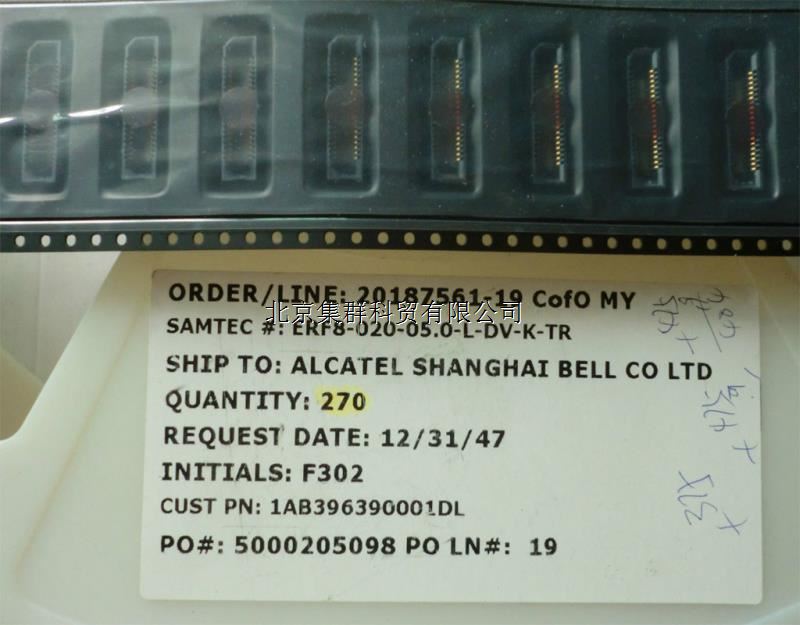 ORDER/LINE: 20187561-19 CofO MY
北京集群科贸有限公司
SAMTEC #: ERF8-020-05.0-L-DV-K-TR
SHIP TO: ALCATEL SHANGHAI BELL CO LTD
QUANTITY: 270
REQUEST DATE: 12/31/47
INITIALS: F302
CUST PN: 1AB396390001DL
PO#: 5000205098 PO LN#: 19